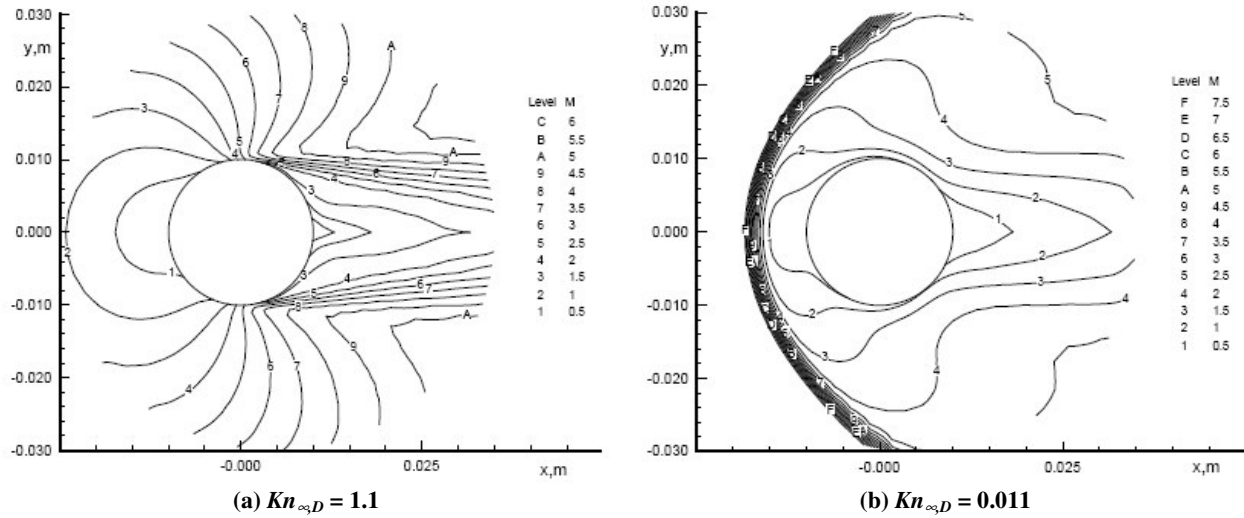 0.030
y,m
0.020
0.010
0.000
-0.010
-0.020
-0.030
-0.000
0.025
x,m
Level M
C 6
B 5.5
A 5
9 4.5
8 4
7 3.5
6 3
5 2.5
4 2
3 1.5
2 1
1 0.5
(a) Kn∞,D = 1.1
0.030
y,m
0.020
0.010
0.000
-0.010
-0.020
-0.030
-0.000
0.025
x,m
Level M
F 7.5
E 7
D 6.5
C 6
B 5.5
A 5
9 4.5
8 4
7 3.5
6 3
5 2.5
4 2
3 1.5
2 1
1 0.5
(b) Kn∞,D = 0.011